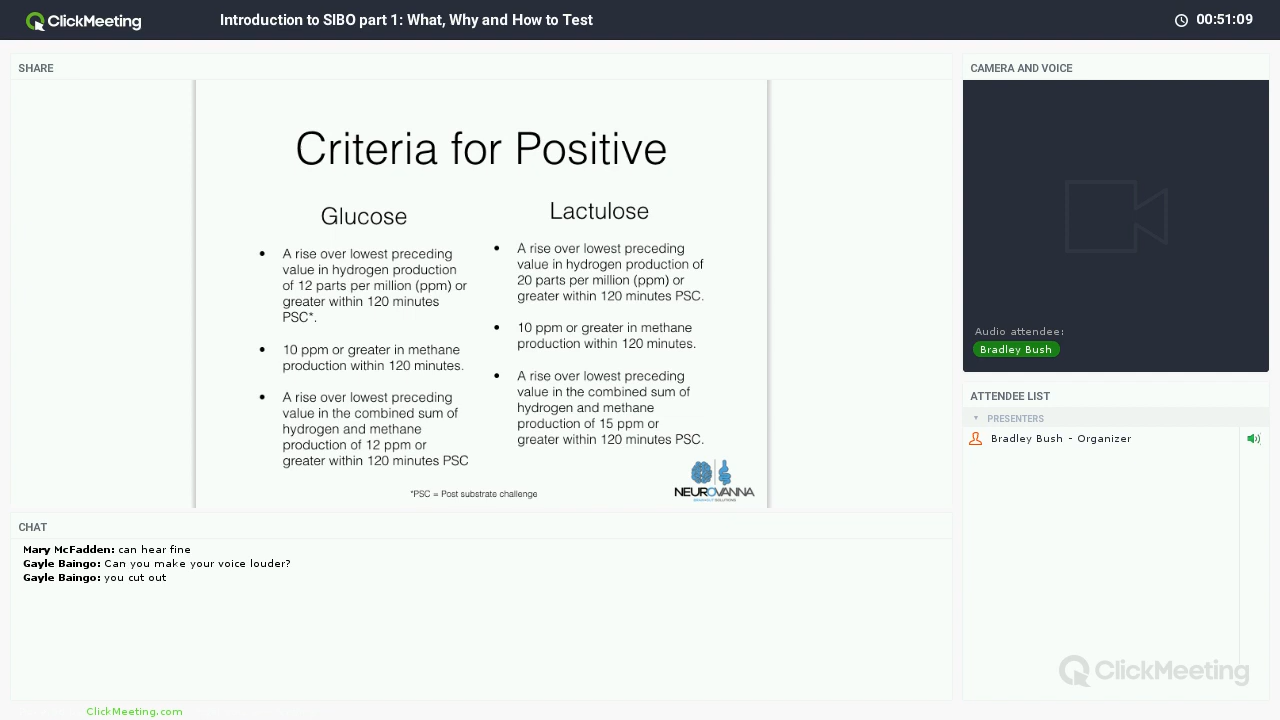 ClickMeeting
Introduction to SIBO part 1: What, Why and How to Test
00:51:09
SHARE
Criteria for Positive
Glucose
• A rise over lowest preceding
value in hydrogen production
of 12 parts per million (ppm) or
greater within 120 minutes
PSC*.
• 10 ppm or greater in methane
production within 120 minutes.
• A rise over lowest preceding
value in the combined sum of
hydrogen and methane
production of 12 ppm or
greater within 120 minutes PSC
Lactulose
• A rise over lowest preceding
value in hydrogen production of
20 parts per million (ppm) or
greater within 120 minutes PSC.
• 10 ppm or greater in methane
production within 120 minutes.
• A rise over lowest preceding
value in the combined sum of
hydrogen and methane
production of 15 ppm or
greater within 120 minutes PSC.
*PSC = Post substrate challenge
NEUROVANNA
CHAT
Mary McFadden: can hear fine
Gayle Baingo: Can you make your voice louder?
Gayle Baingo: you cut out
CAMERA AND VOICE
Audio attendee:
Bradley Bush
ATTENDEE LIST
PRESENTERS
Bradley Bush - Organizer
ClickMeeting
ClickMeeting.com